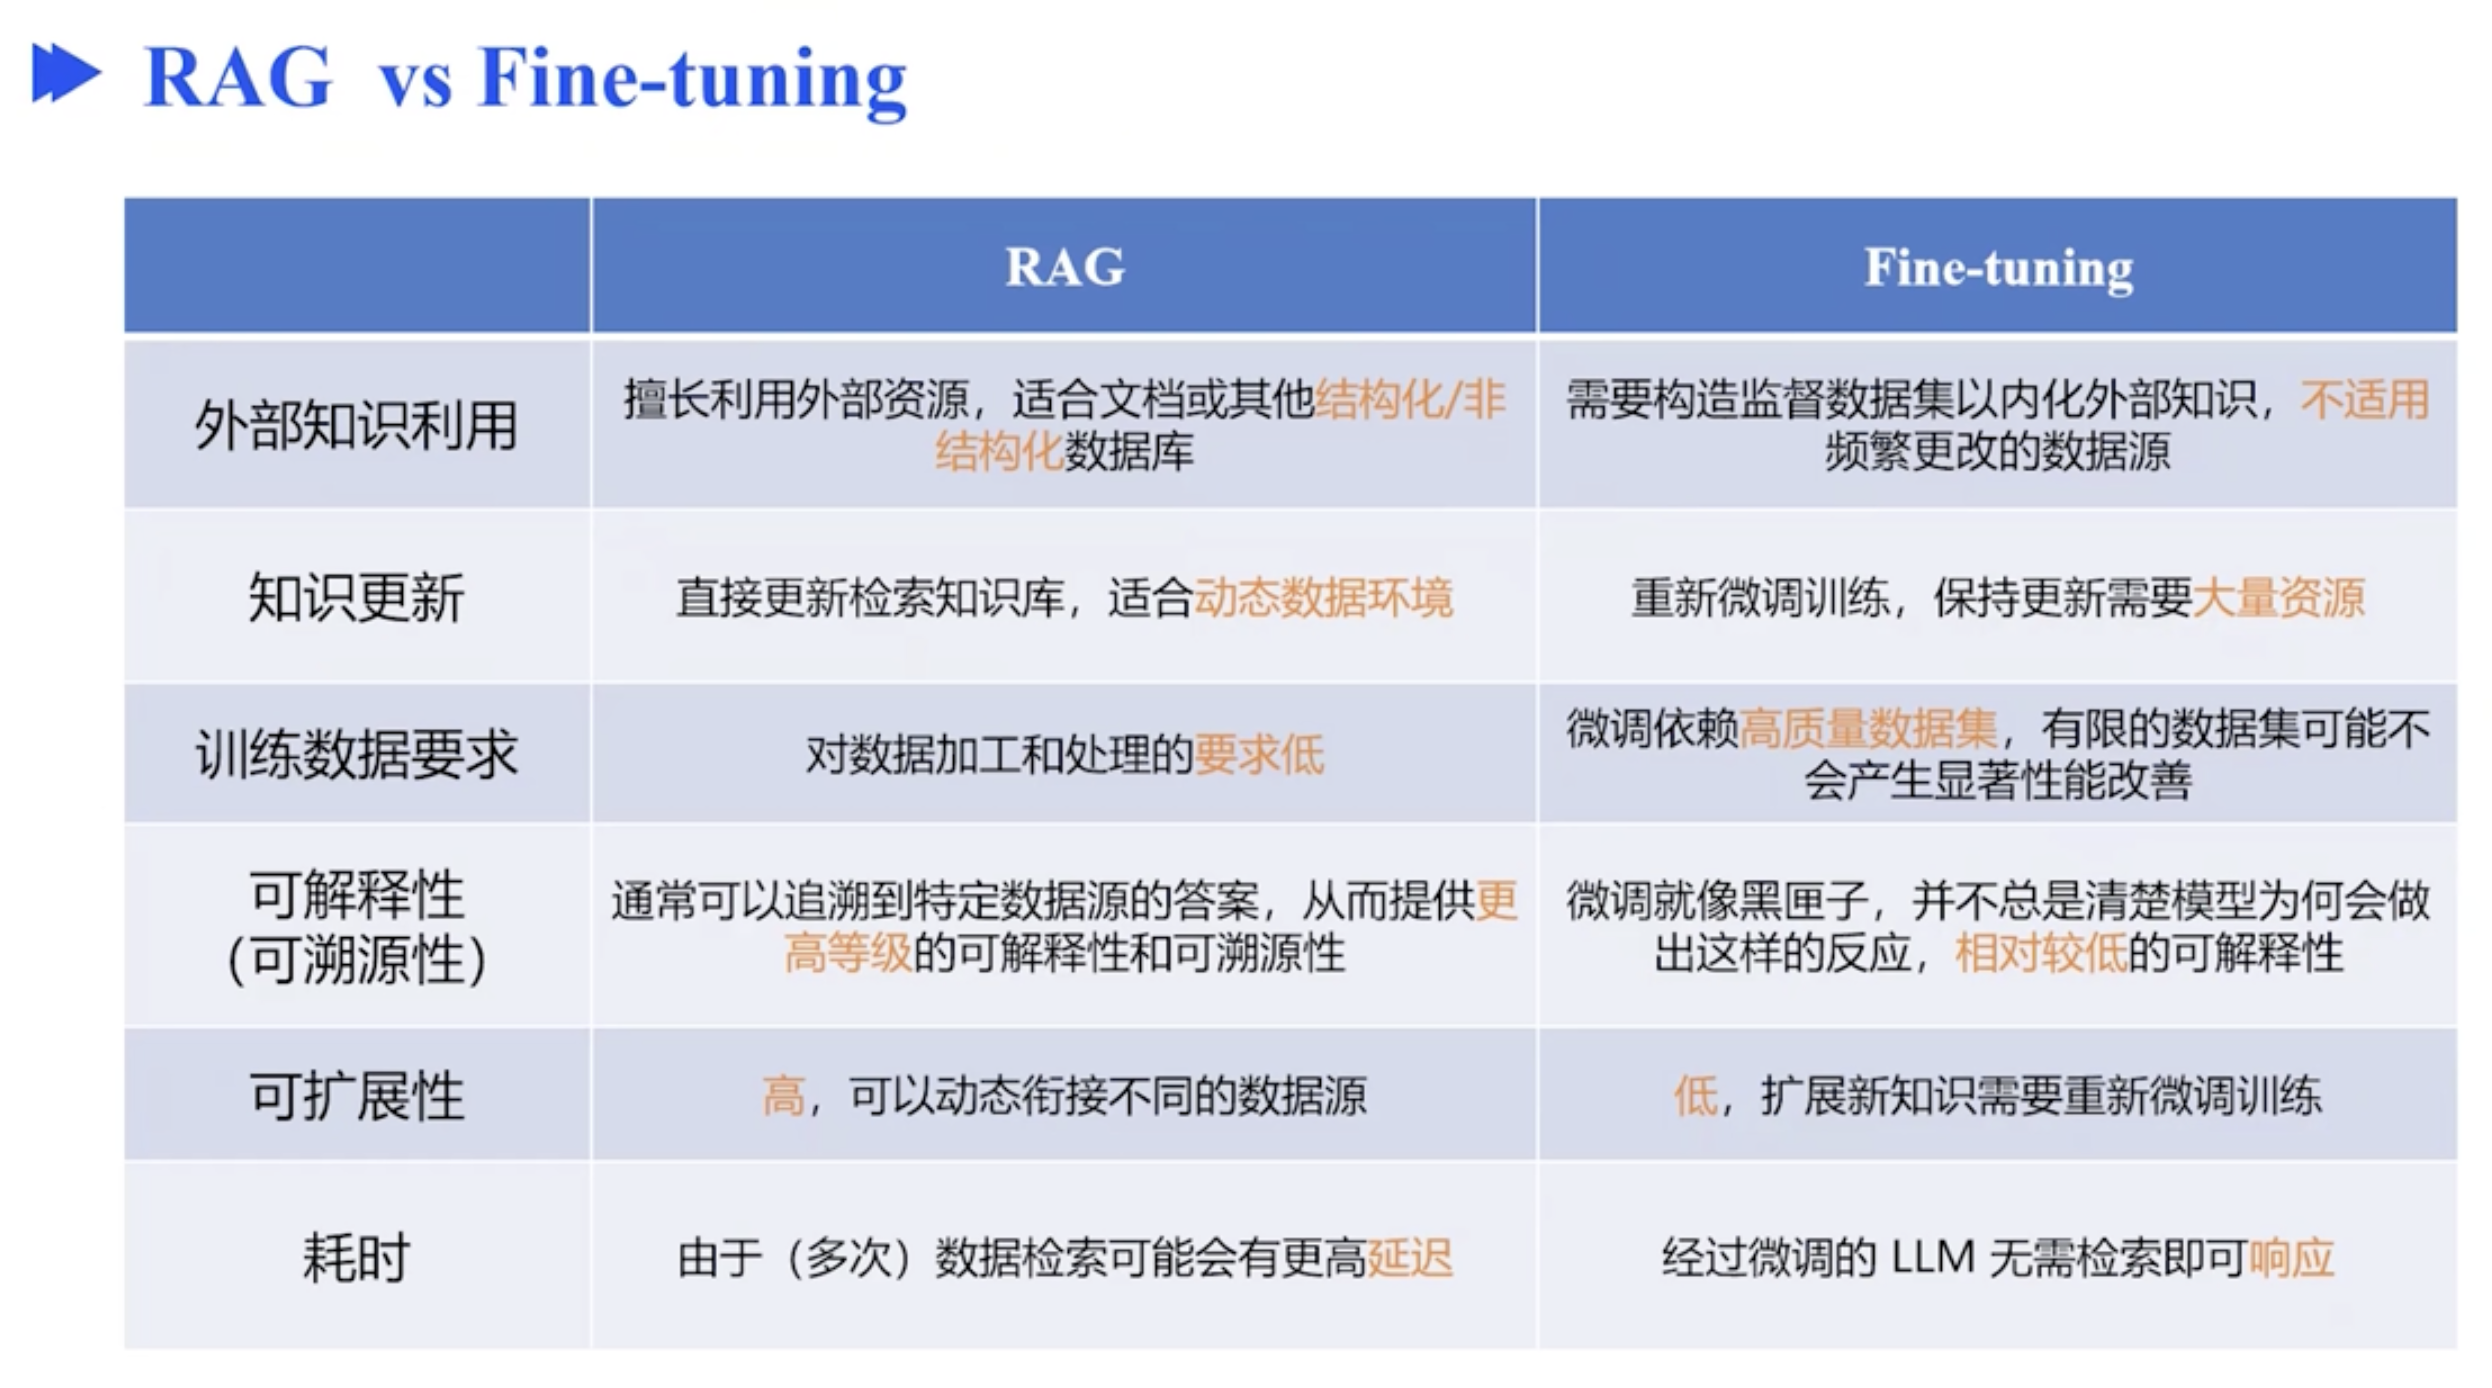 RAG vs Fine-tuning
RAG
Fine-tuning
外部知识利用
擅长利用外部资源，适合文档或其他结构化/非
结构化数据库
需要构造监督数据集以内化外部知识，不适用
频繁更改的数据源
知识更新
直接更新检索知识库，适合动态数据环境
重新微调训练，保持更新需要大量资源
训练数据要求
对数据加工和处理的要求低
微调依赖高质量数据集，有限的数据集可能不
会产生显著性能改善
可解释性
（可溯源性）
通常可以追溯到特定数据源的答案，从而提供更
高等级的可解释性和可溯源性
微调就像黑匣子，并不总是清楚模型为何会做
出这样的反应，相对较低的可解释性
可扩展性
高，可以动态衔接不同的数据源
低，扩展新知识需要重新微调训练
耗时
由于（多次）数据检索可能会有更高延迟
经过微调的 LLM 无需检索即可响应